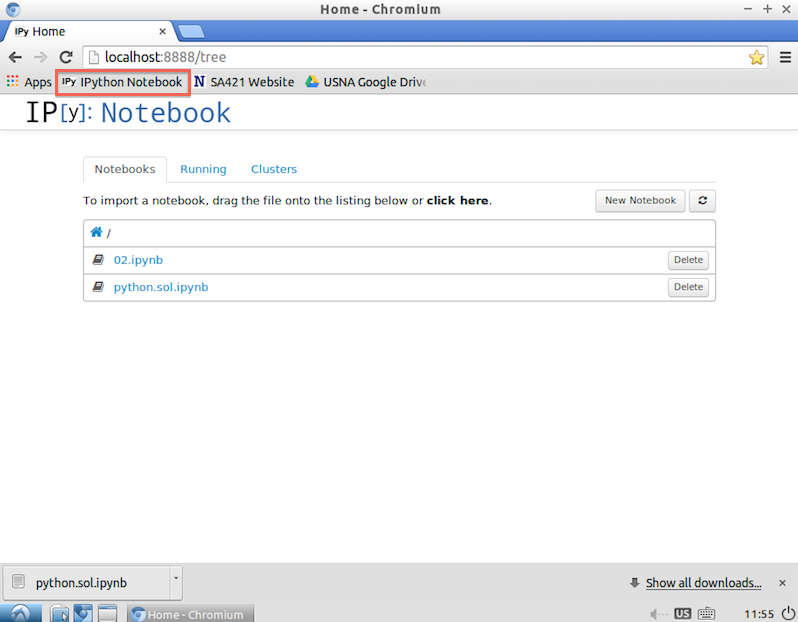 Home - Chromium
IPy Home
localhost:8888/tree
Apps IPy IPython Notebook N SA421 Website USNA Google Drive
IP[y]: Notebook
Notebooks Running Clusters
To import a notebook, drag the file onto the listing below or click here. New Notebook
/
02.ipynb Delete
python.sol.ipynb Delete
python.sol.ipynb Show all downloads...
Home - Chromium US 11:55